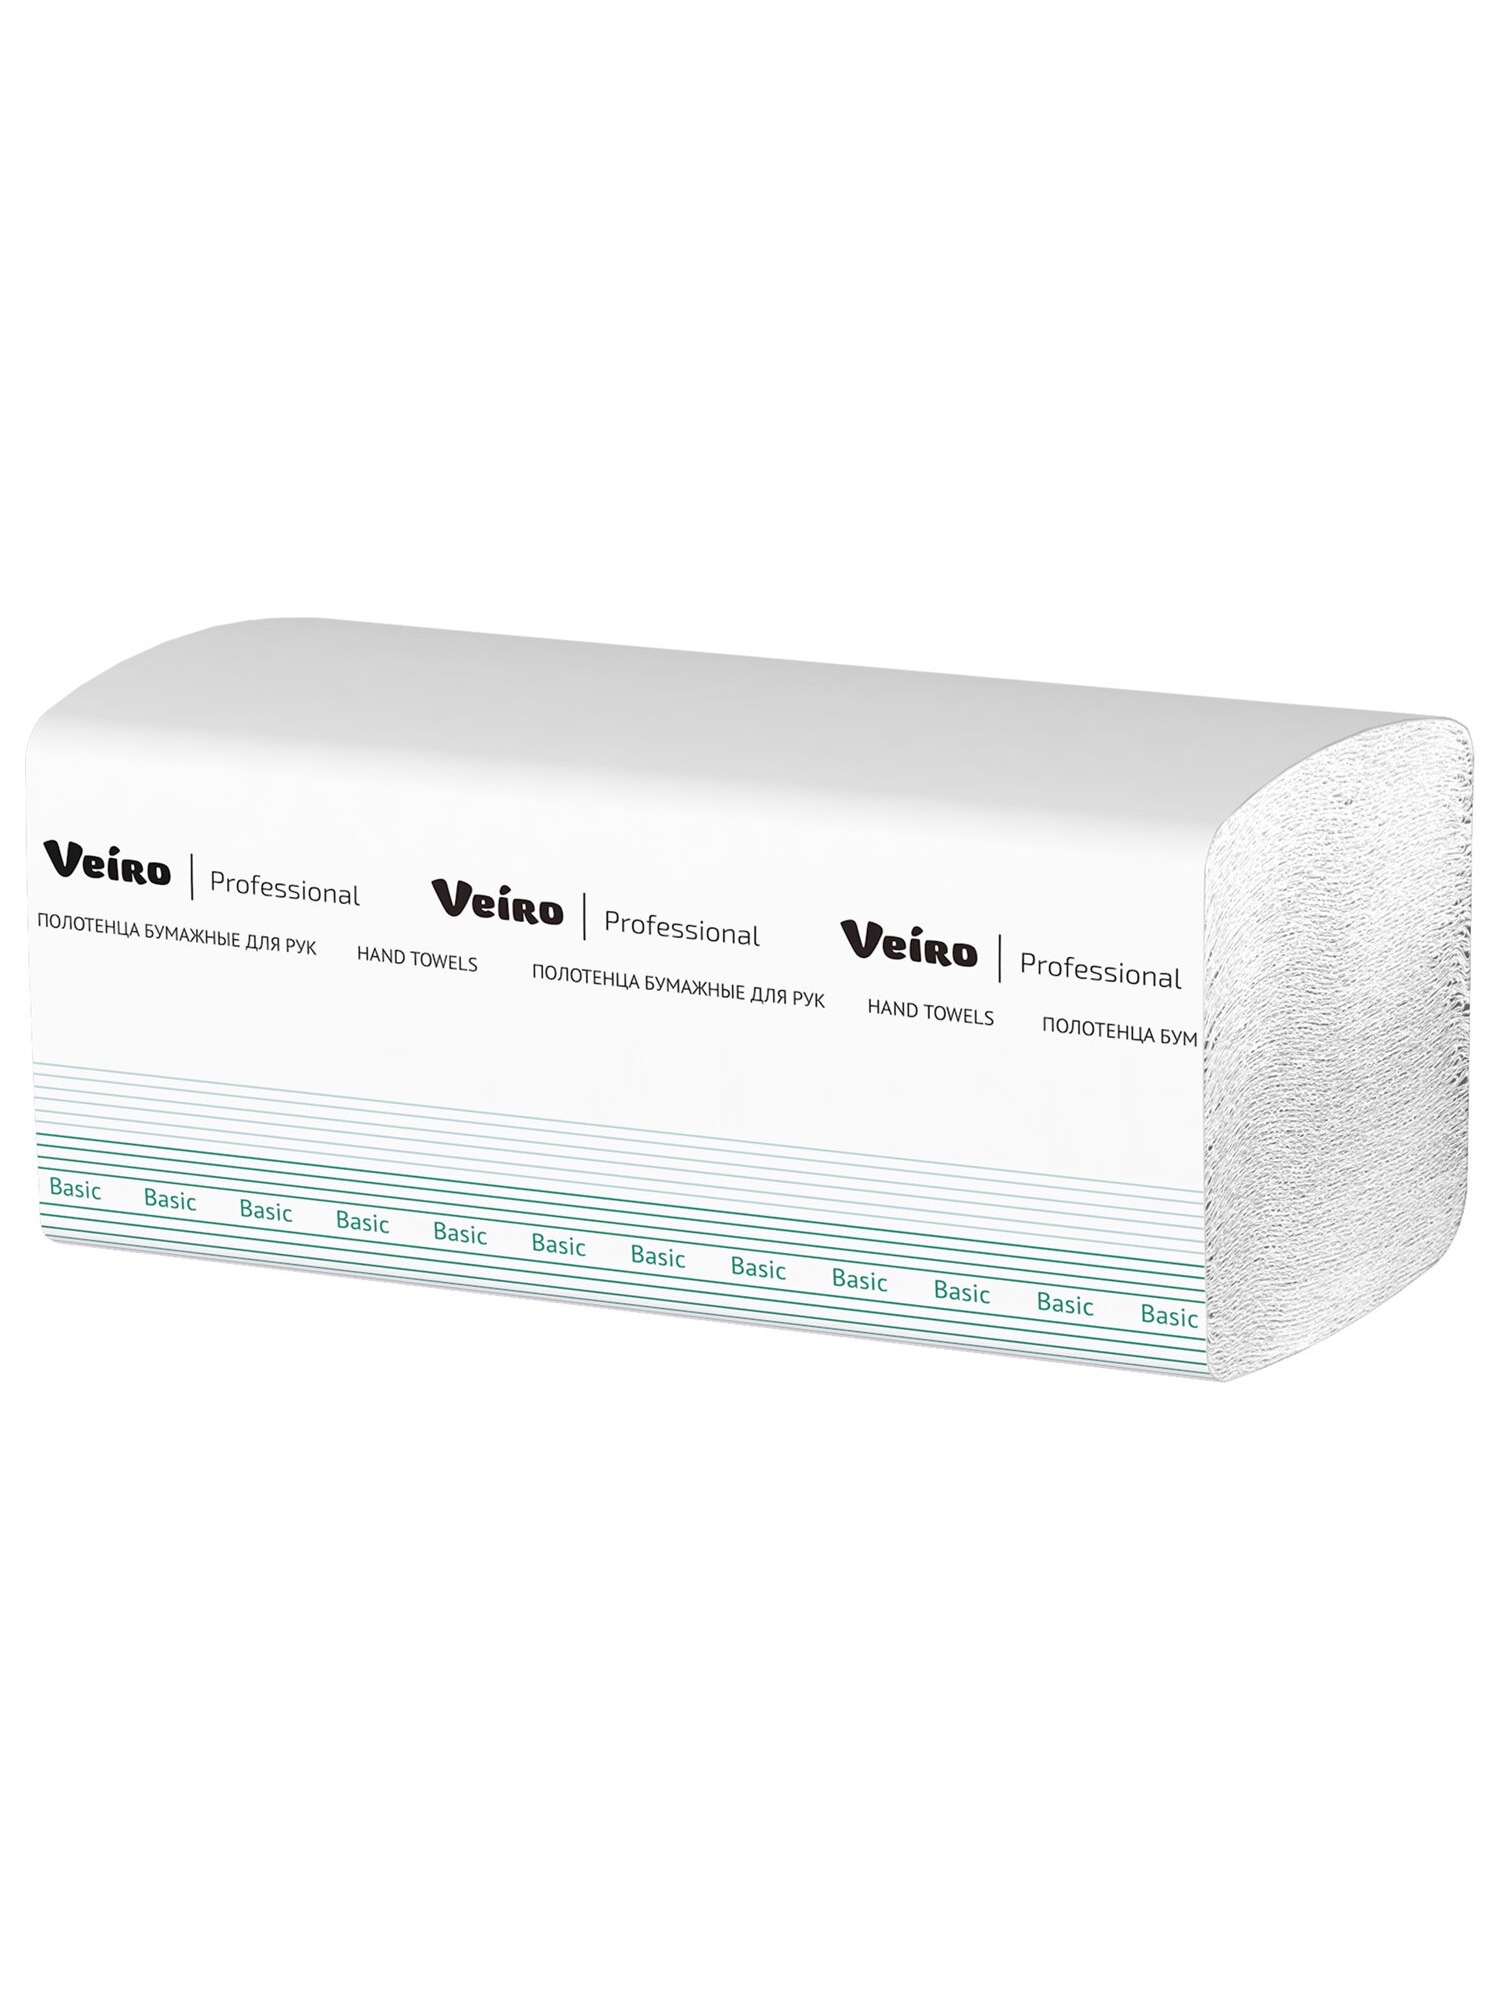 Veiro | Professional Veiro | Professional Veiro | Professional
ПОЛОТЕНЦА БУМАЖНЫЕ ДЛЯ РУК HAND TOWELS ПОЛОТЕНЦА БУМАЖНЫЕ ДЛЯ РУК HAND TOWELS ПОЛОТЕНЦА БУМ
Basic Basic Basic Basic Basic Basic Basic Basic Basic Basic Basic Basic